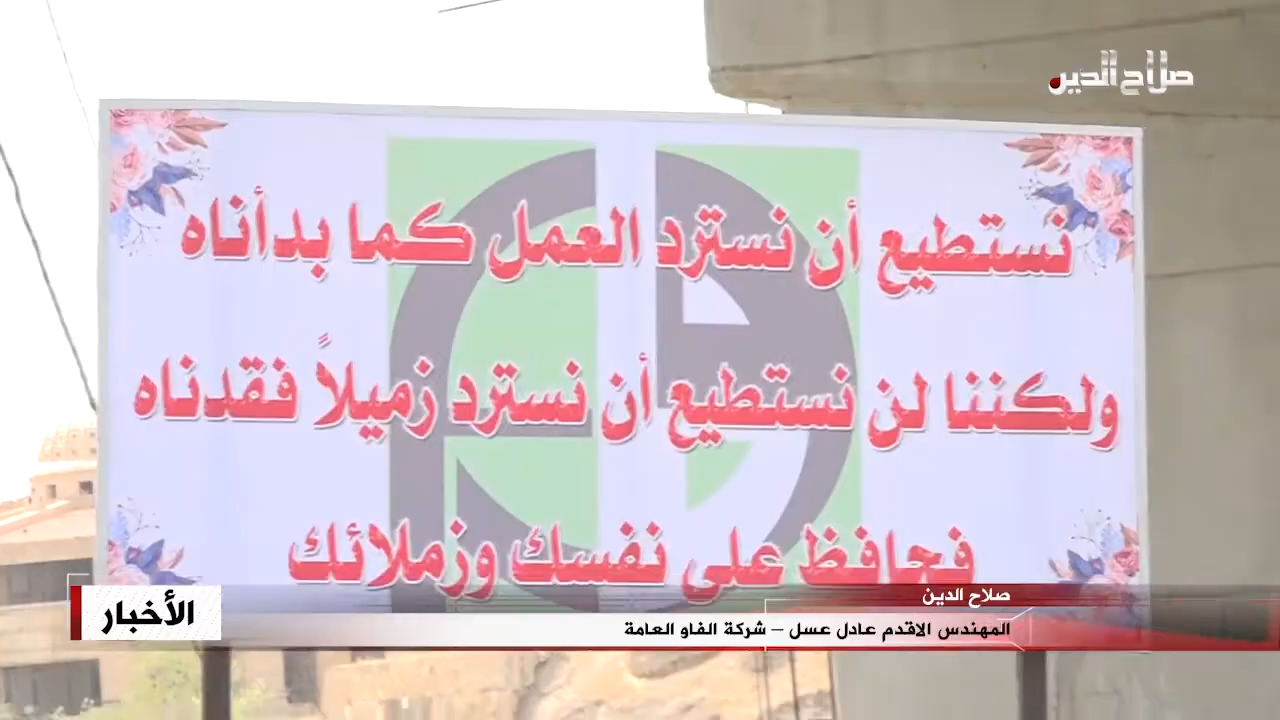 صلاح الدين
نستطيع أن نسترد العمل كما بدأناه
ولكننا لن نستطيع أن نسترد زميلاً فقدناه
فحافظ على نفسك وزملائك
صلاح الدين
الأخبار
المهندس الاقدم عادل عسل – شركة الفاو العامة